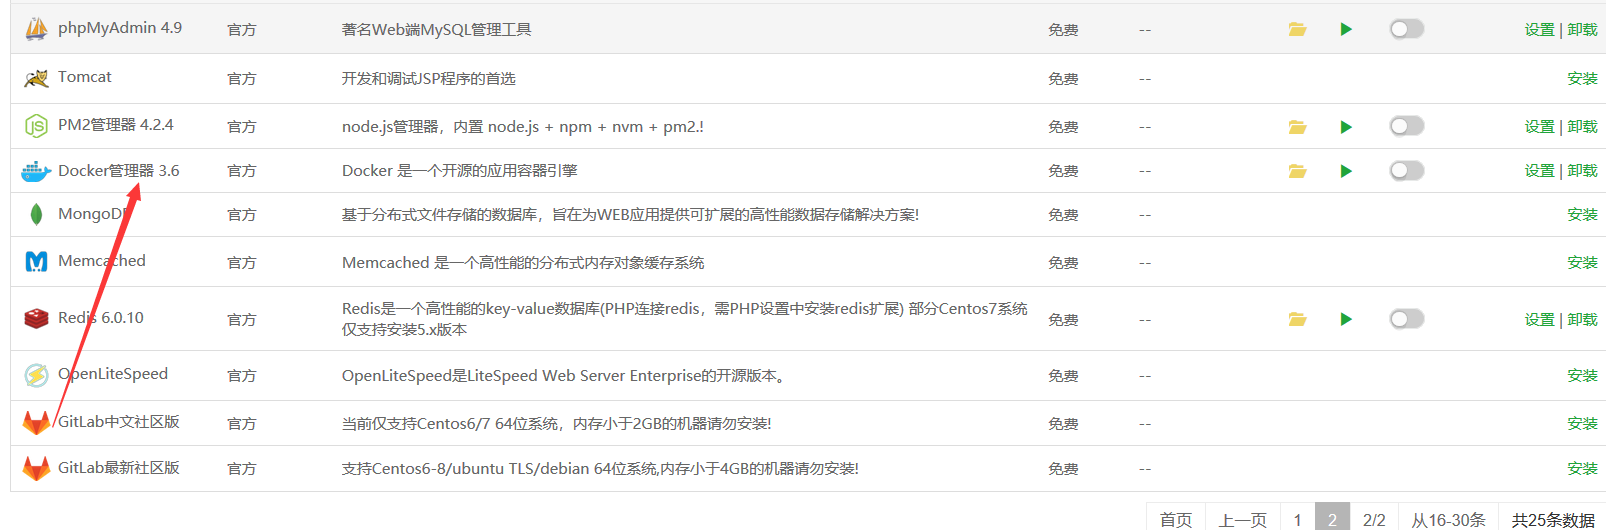 phpMyAdmin 4.9 官方 著名Web端MySQL管理工具 免费 -- 设置 | 卸载
Tomcat 官方 开发和调试JSP程序的首选 免费 -- 安装
PM2管理器 4.2.4 官方 node.js管理器，内置 node.js + npm + nvm + pm2.! 免费 -- 设置 | 卸载
Docker管理器 3.6 官方 Docker 是一个开源的应用容器引擎 免费 -- 设置 | 卸载
MongoDB 官方 基于分布式文件存储的数据库，旨在为WEB应用提供可扩展的高性能数据存储解决方案! 免费 -- 安装
Memcached 官方 Memcached 是一个高性能的分布式内存对象缓存系统 免费 -- 安装
Redis 6.0.10 官方 Redis是一个高性能的key-value数据库(PHP连接redis，需PHP设置中安装redis扩展) 部分Centos7系统 免费 -- 设置 | 卸载
仅支持安装5.x版本
OpenLiteSpeed 官方 OpenLiteSpeed是LiteSpeed Web Server Enterprise的开源版本。 免费 -- 安装
GitLab中文社区版 官方 当前仅支持Centos6/7 64位系统，内存小于2GB的机器请勿安装! 免费 -- 安装
GitLab最新社区版 官方 支持Centos6-8/ubuntu TLS/debian 64位系统,内存小于4GB的机器请勿安装! 免费 -- 安装
首页 上一页 1 2 2/2 从16-30条 共25条数据